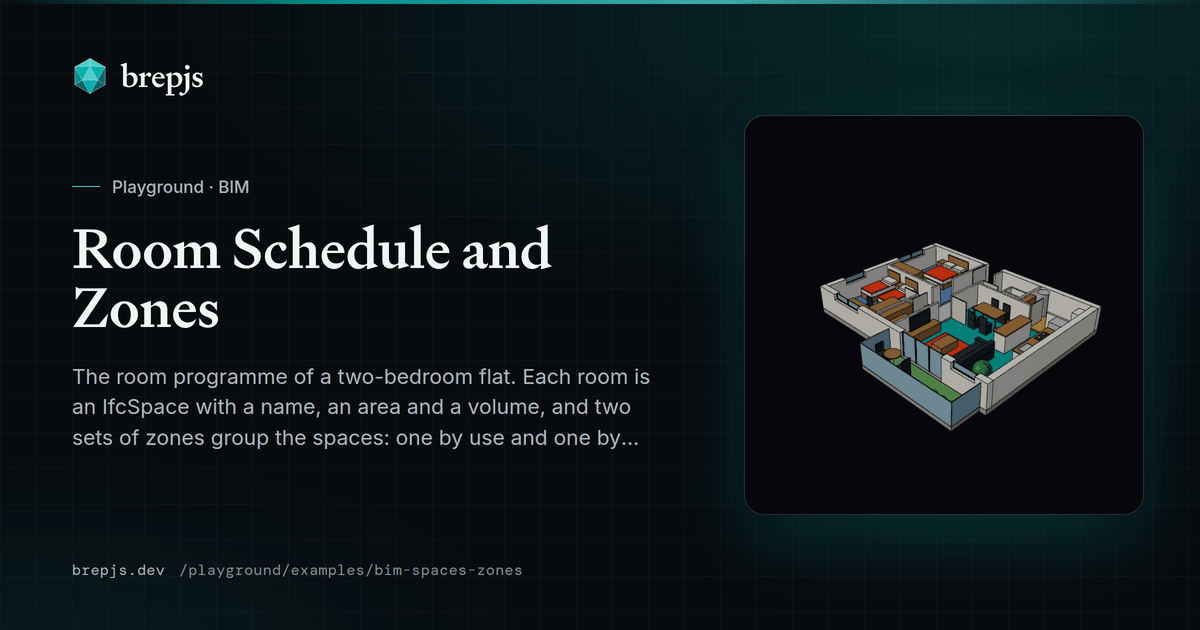 brepjs
Playground · BIM
Room Schedule and
Zones
The room programme of a two-bedroom flat. Each room is
an IfcSpace with a name, an area and a volume, and two
sets of zones group the spaces: one by use and one by...
brepjs.dev /playground/examples/bim-spaces-zones